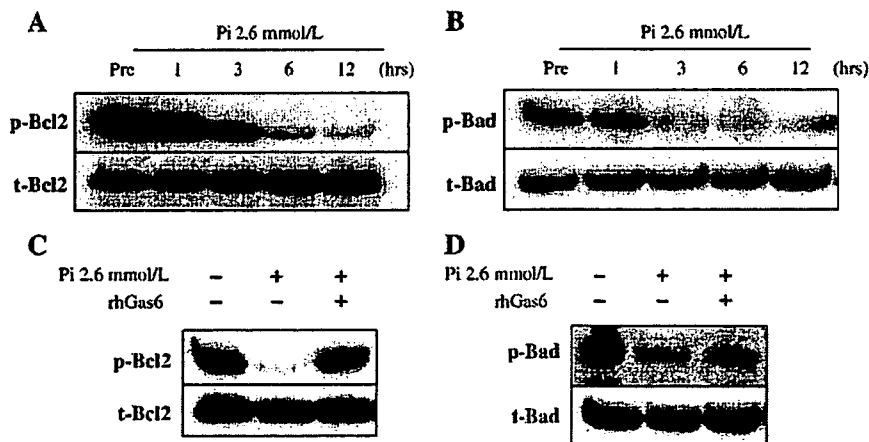 A
Pi 2.6 mmol/L
Pre 1 3 6 12 (hrs)
p-Bcl2
t-Bcl2
B
Pi 2.6 mmol/L
Pre 1 3 6 12 (hrs)
p-Bad
t-Bad
C
Pi 2.6 mmol/L − + +
rhGas6 − − +
p-Bcl2
t-Bcl2
D
Pi 2.6 mmol/L − + +
rhGas6 − − +
p-Bad
t-Bad